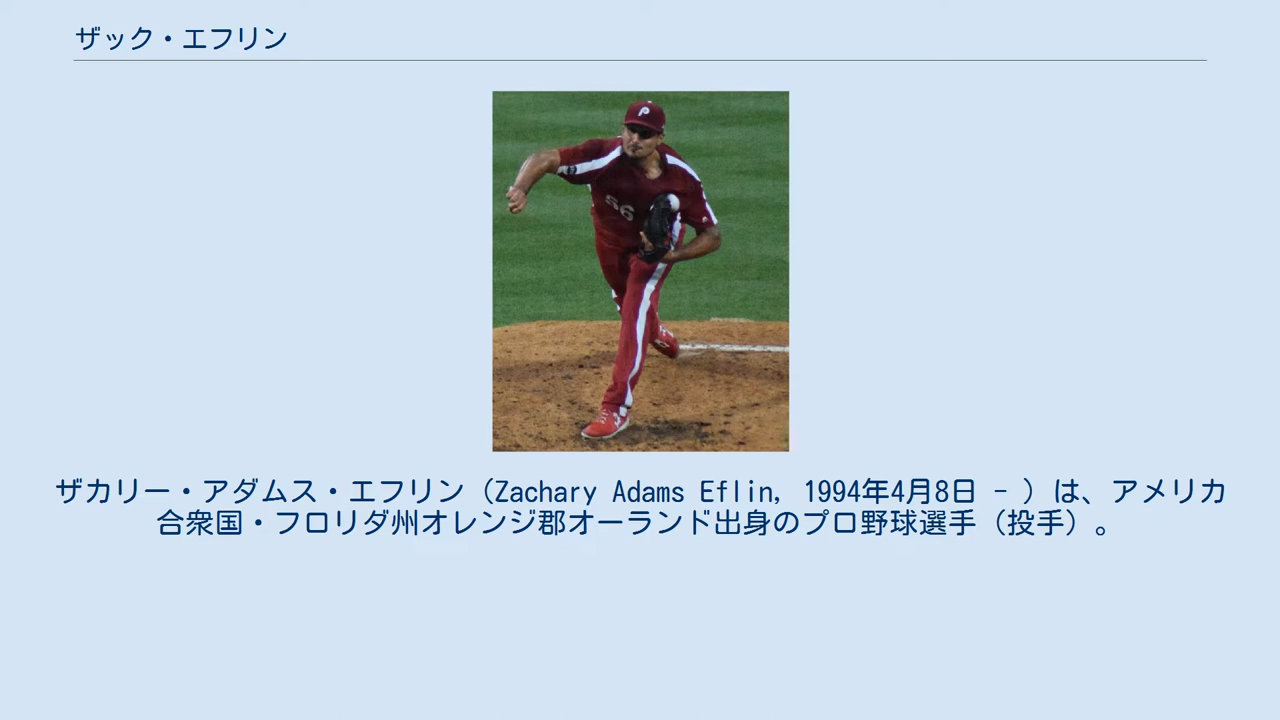 ザック・エフリン
P
56
ザカリー・アダムス・エフリン（Zachary Adams Eflin, 1994年4月8日 - ）は、アメリカ
合衆国・フロリダ州オレンジ郡オーランド出身のプロ野球選手（投手）。